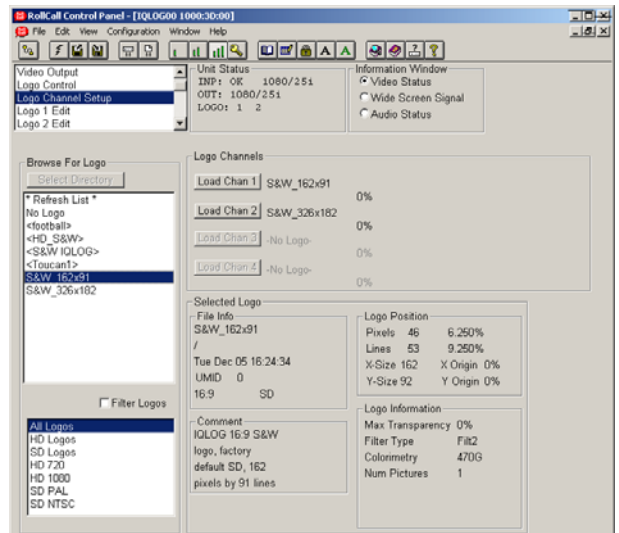 RollCall Control Panel - [IQLOG00 1000:3D:00]
File Edit View Configuration Window Help
A A
Video Output
Logo Control
Logo Channel Setup
Logo 1 Edit
Logo 2 Edit
Unit Status
INP: OK 1080/25i
OUT: 1080/25i
LOGO: 1 2
Information Window
Video Status
Wide Screen Signal
Audio Status
Browse For Logo
Select Directory
* Refresh List *
No Logo
<football>
<HD_S&W>
<S&W IQLOG>
<Toucan1>
S&W_162x91
S&W_326x182
Filter Logos
All Logos
HD Logos
SD Logos
HD 720
HD 1080
SD PAL
SD NTSC
Logo Channels
Load Chan 1 S&W_162x91
0%
Load Chan 2 S&W_326x182
0%
Load Chan 3 -No Logo-
0%
Load Chan 4 -No Logo-
0%
Selected Logo
File Info
S&W_162x91
/
Tue Dec 05 16:24:34
UMID 0
16:9 SD
Comment
IQLOG 16:9 S&W
logo, factory
default SD, 162
pixels by 91 lines
Logo Position
Pixels 46 6.250%
Lines 53 9.250%
X-Size 162 X Origin 0%
Y-Size 92 Y Origin 0%
Logo Information
Max Transparency 0%
Filter Type Filt2
Colorimetry 470G
Num Pictures 1